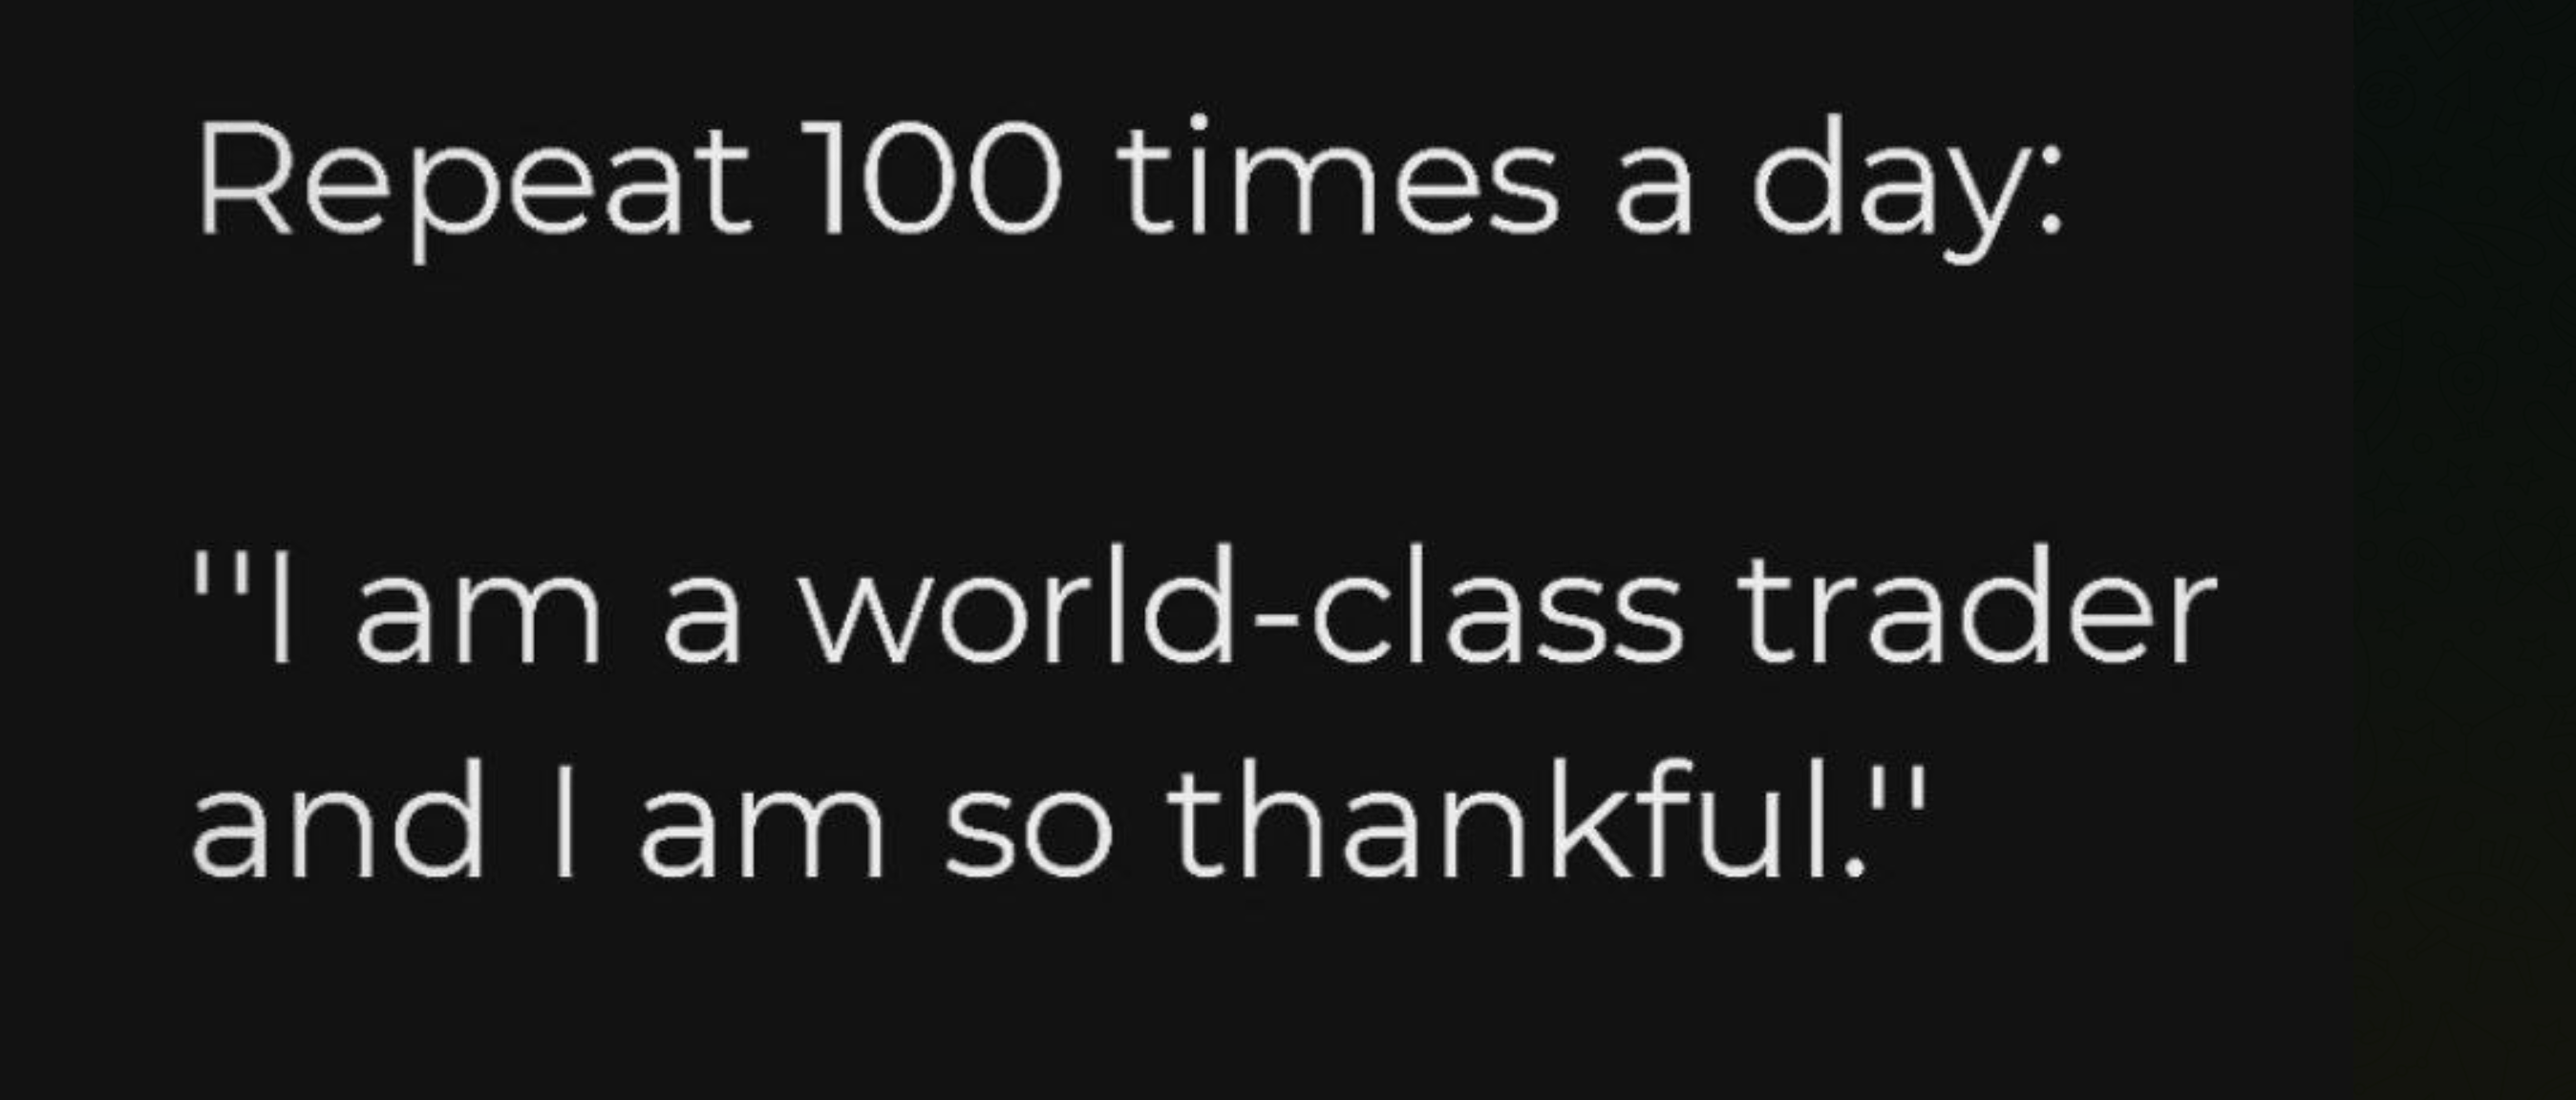 Repeat 100 times a day:
"I am a world-class trader
and I am so thankful."